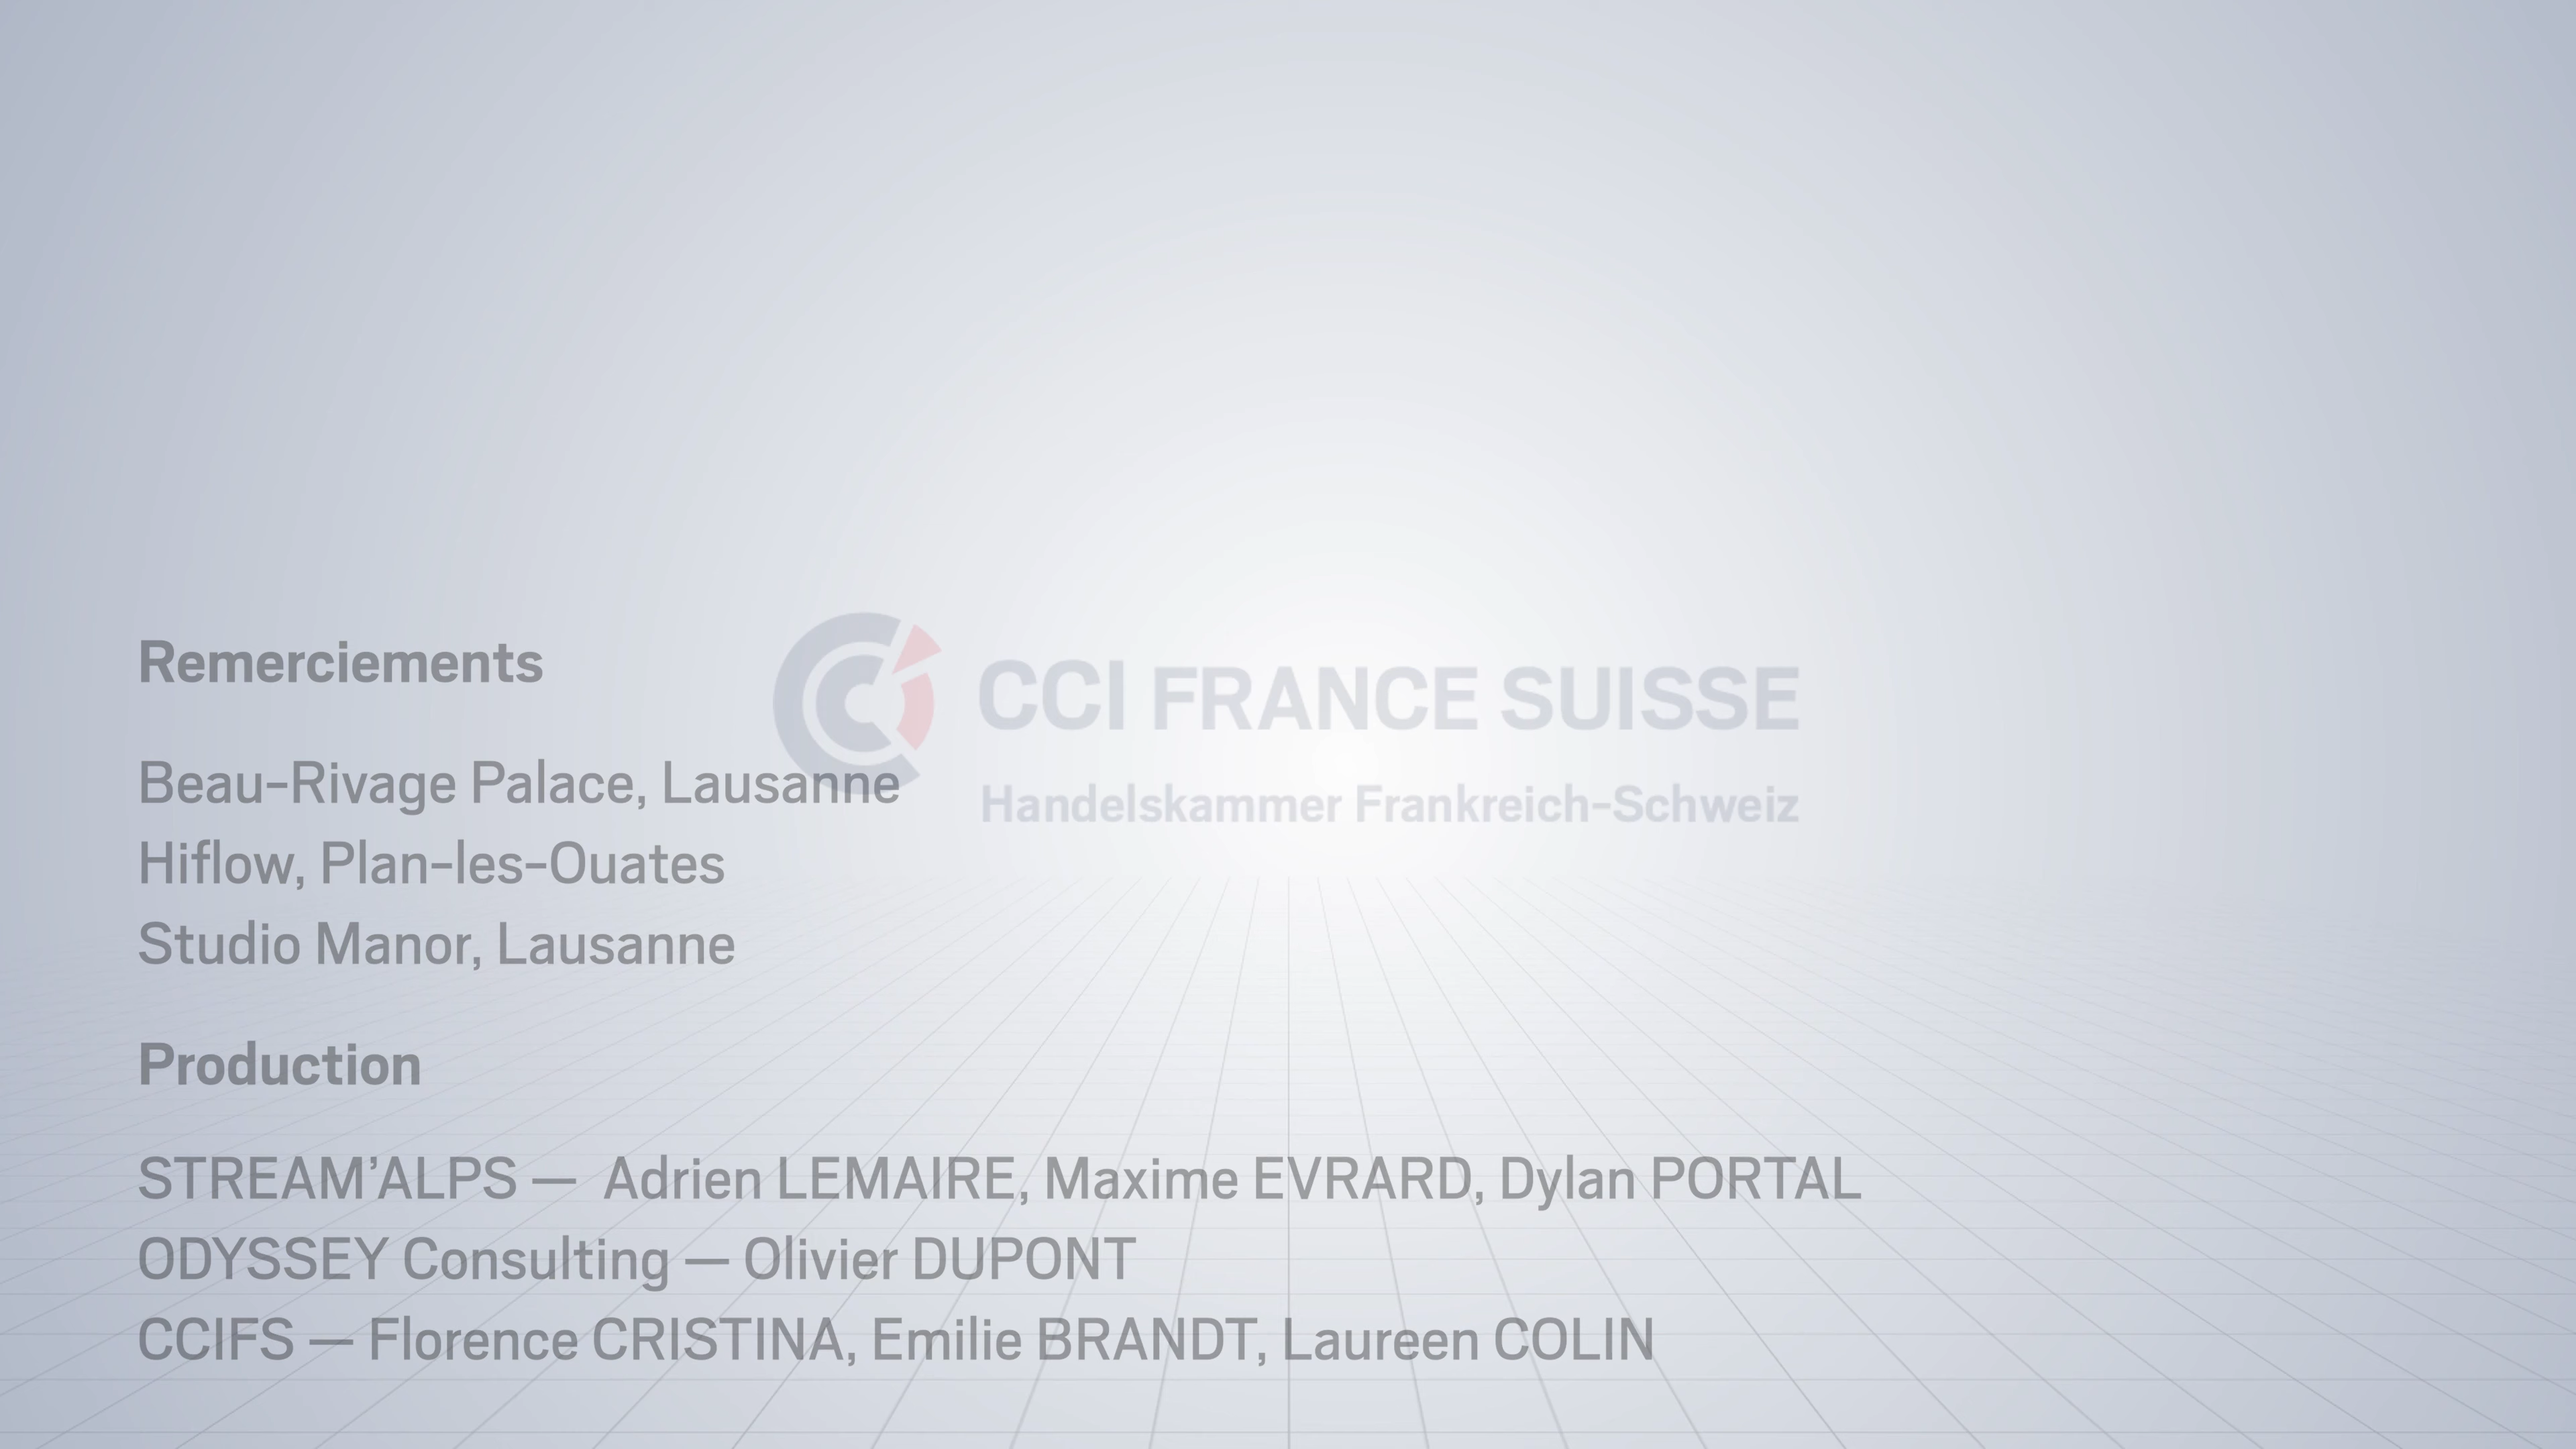 Remerciements
CCI FRANCE SUISSE
Handelskammer Frankreich-Schweiz
Beau-Rivage Palace, Lausanne
Hiflow, Plan-les-Ouates
Studio Manor, Lausanne
Production
STREAM’ALPS — Adrien LEMAIRE, Maxime EVRARD, Dylan PORTAL
ODYSSEY Consulting — Olivier DUPONT
CCIFS — Florence CRISTINA, Emilie BRANDT, Laureen COLIN